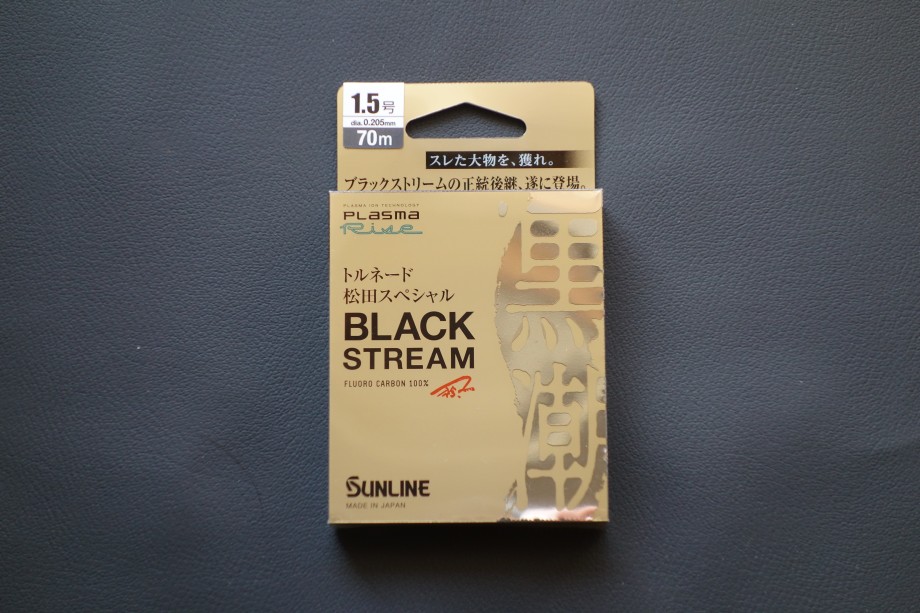 1.5号
dia. 0.205mm
70m
スレた大物を、獲れ。
ブラックストリームの正統後継、遂に登場。
PLASMA ION TECHNOLOGY
PLASMA
Rise
トルネード
松田スペシャル
BLACK
STREAM
FLUORO CARBON 100%
黒潮
SUNLINE
MADE IN JAPAN